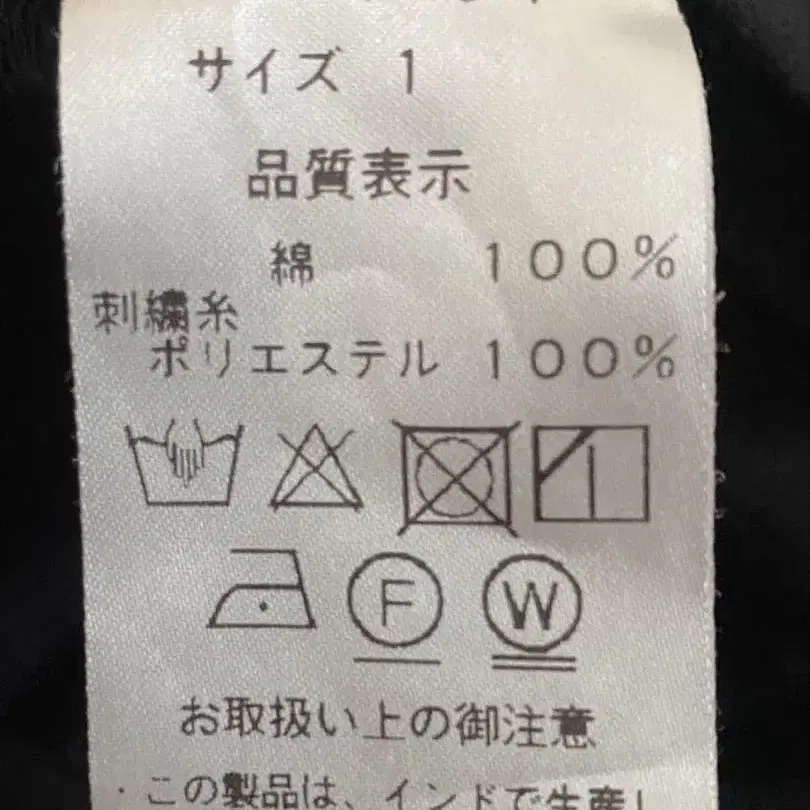 サイズ 1
品質表示
綿 100%
刺繍糸
ポリエステル 100%
F W
お取扱い上の御注意
・この製品は、インドで生産し